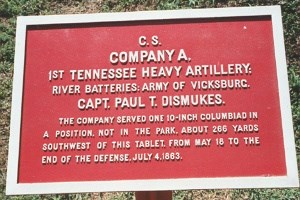 C. S.
COMPANY A,
1ST TENNESSEE HEAVY ARTILLERY;
RIVER BATTERIES; ARMY OF VICKSBURG.
CAPT. PAUL T. DISMUKES.
THE COMPANY SERVED ONE 10-INCH COLUMBIAD IN
A POSITION, NOT IN THE PARK, ABOUT 266 YARDS
SOUTHWEST OF THIS TABLET, FROM MAY 18 TO THE
END OF THE DEFENSE, JULY 4, 1863.